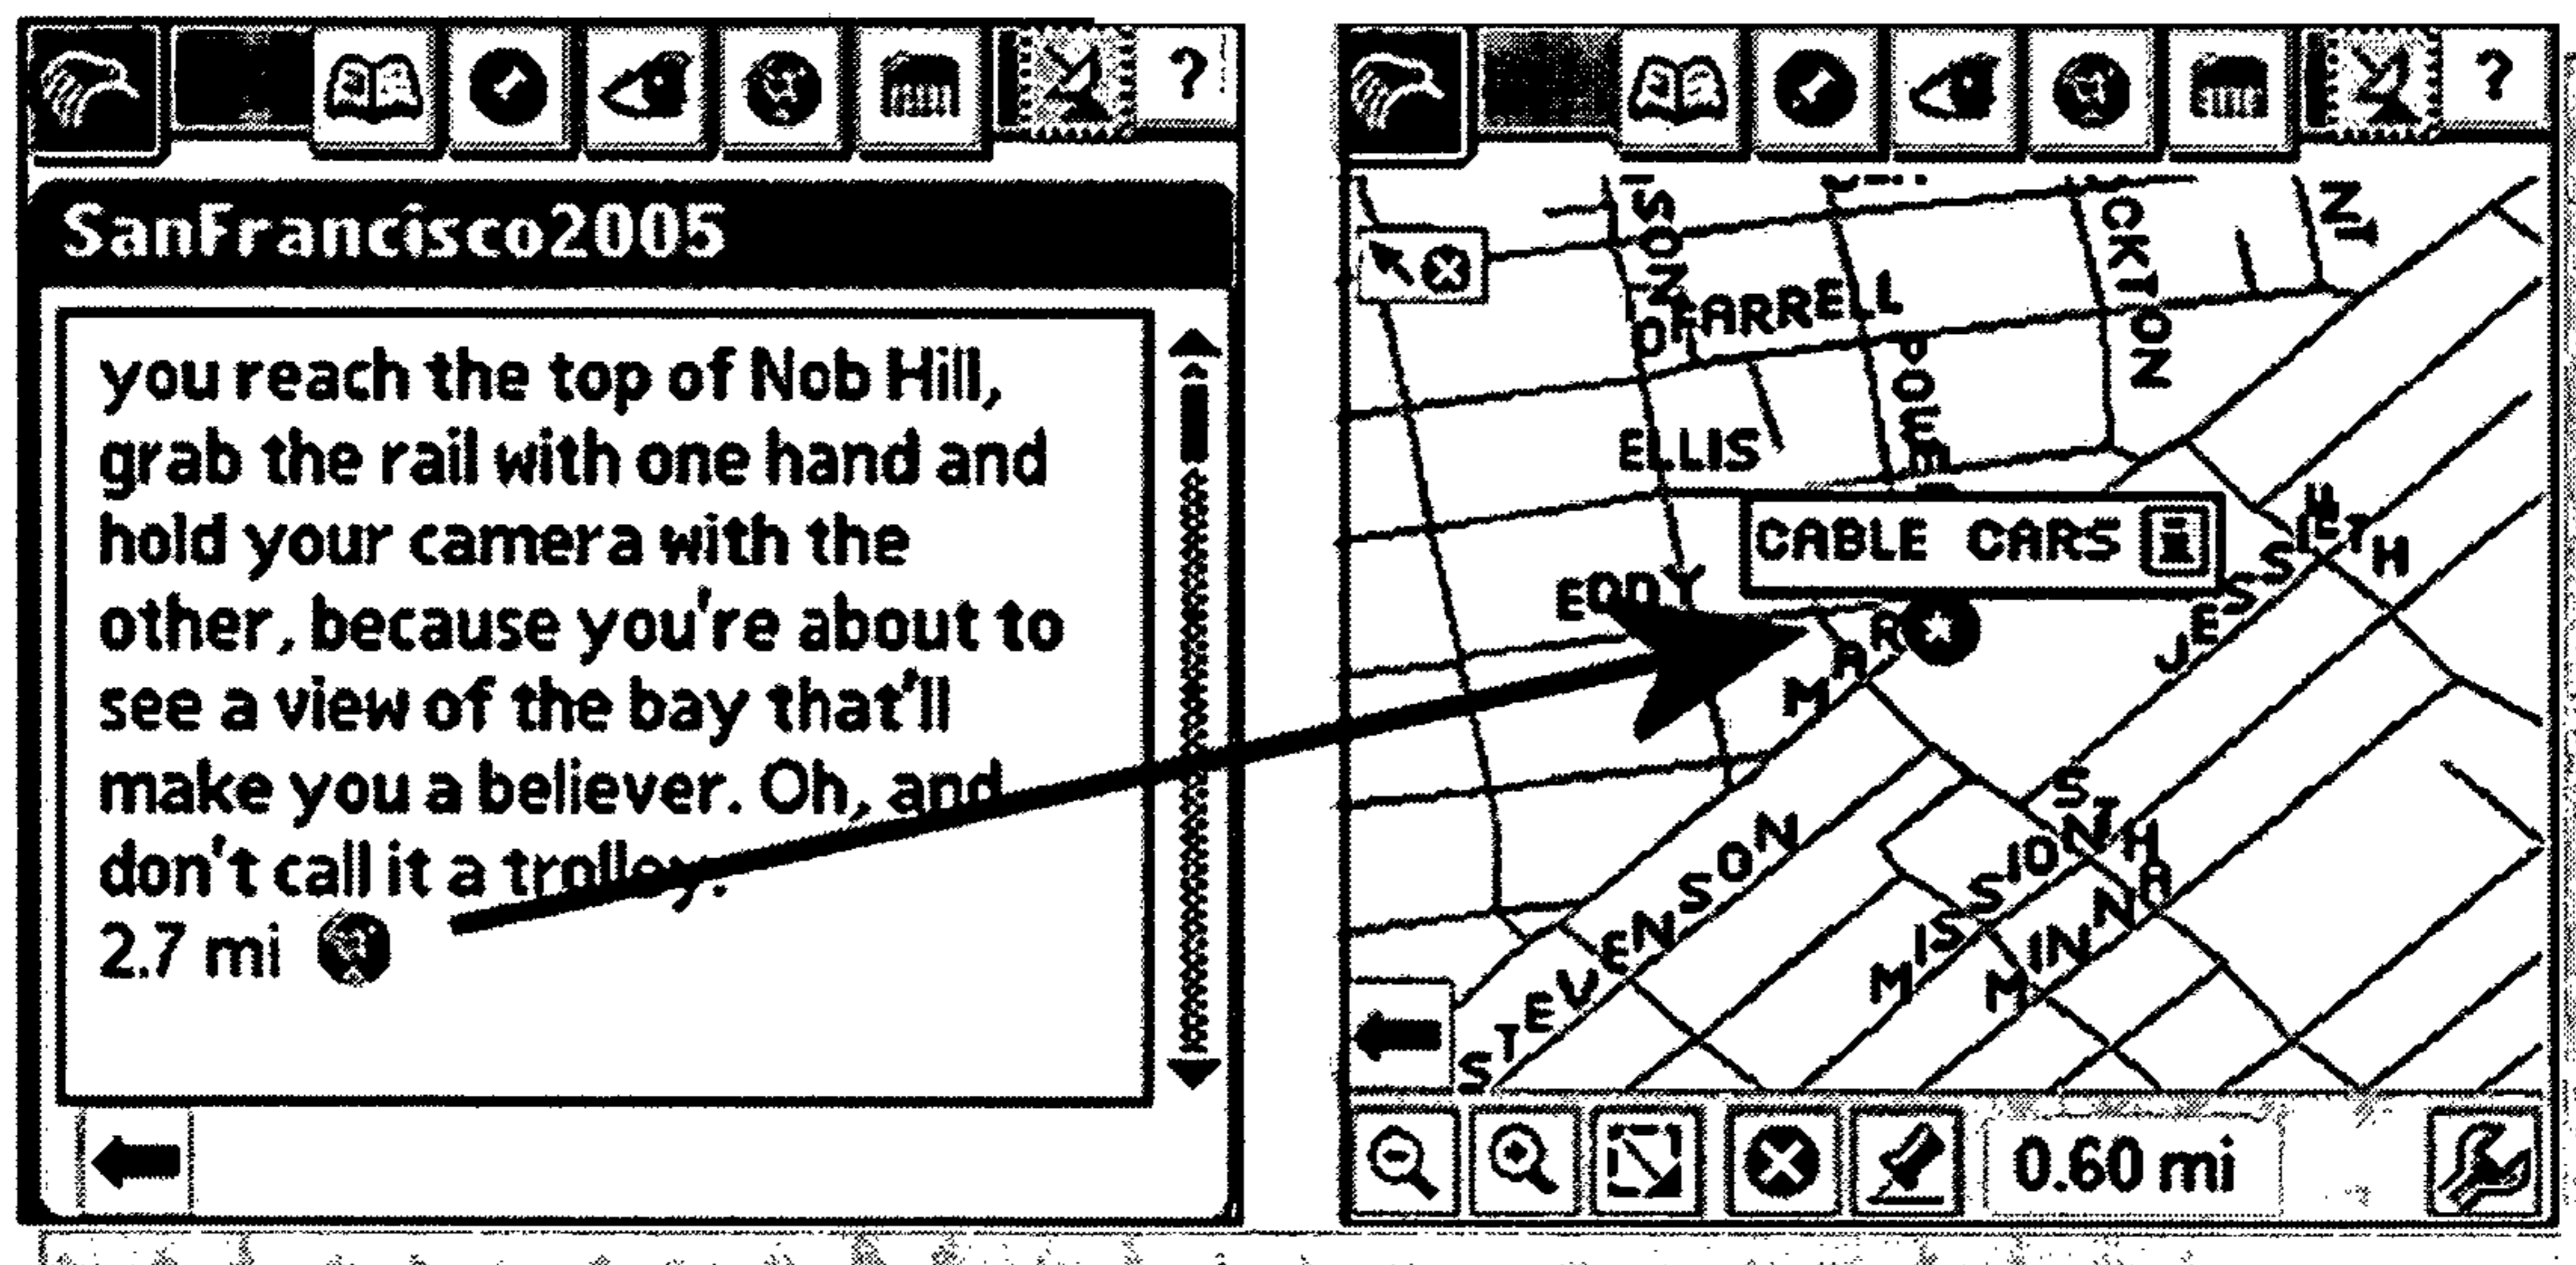 ?
SanFrancisco2005
you reach the top of Nob Hill,
grab the rail with one hand and
hold your camera with the
other, because you're about to
see a view of the bay that'll
make you a believer. Oh, and
don't call it a trolley.
2.7 mi
?
CKTON
NT
O'FARRELL
ELLIS
CABLE CARS
EDDY
MAR
JESSIE
STEVENSON
MISSION
MINNA
5TH
0.60 mi